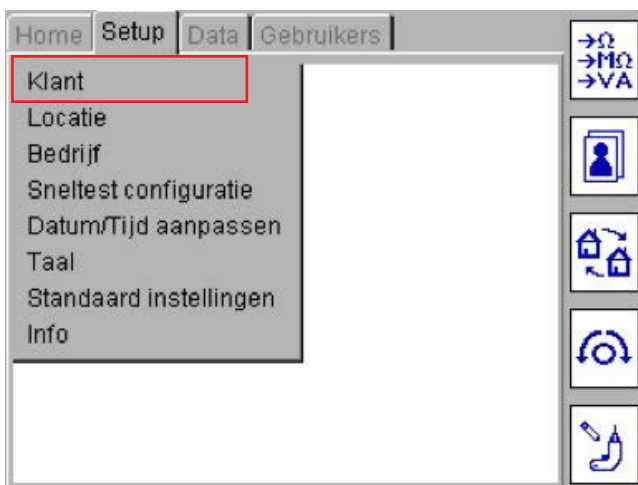 Home Setup Data Gebruikers
Klant
Locatie
Bedrijf
Sneltest configuratie
Datum/Tijd aanpassen
Taal
Standaard instellingen
Info
→Ω
→MΩ
→VA